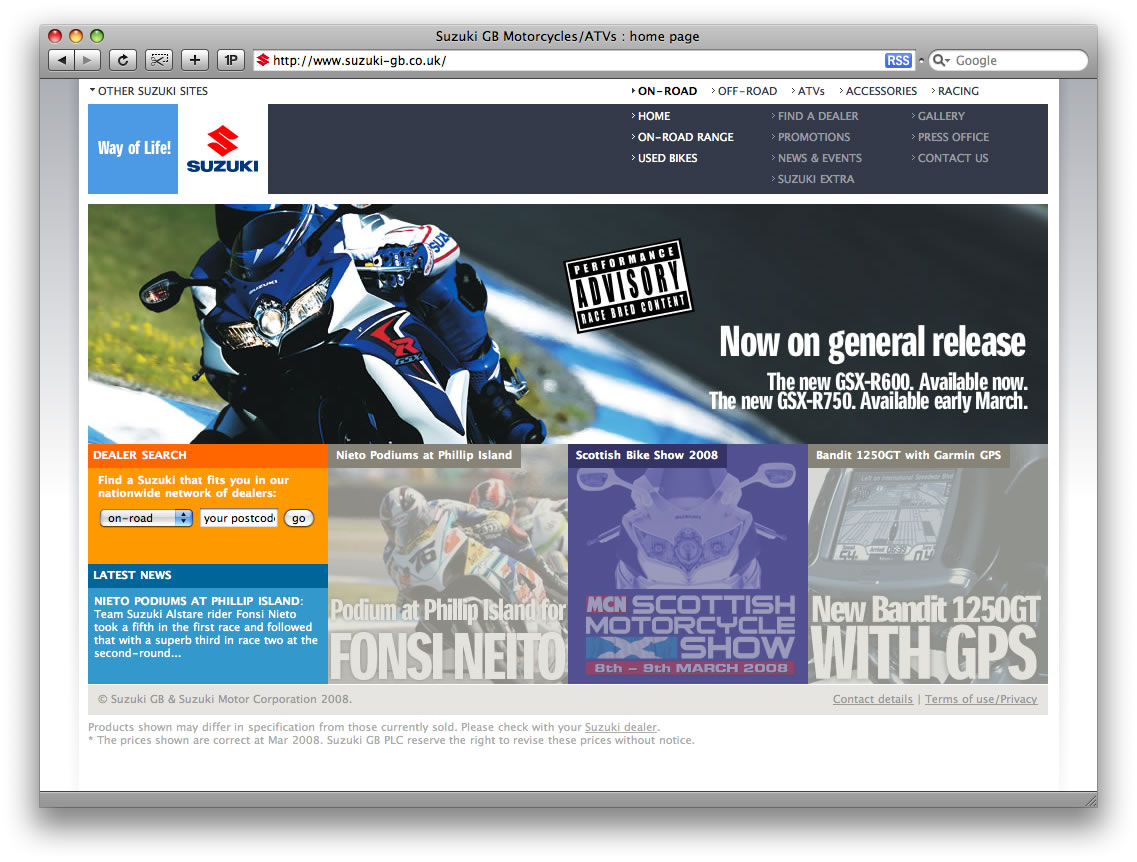 Suzuki GB Motorcycles/ATVs : home page
1P
http://www.suzuki-gb.co.uk/
RSS
Google
OTHER SUZUKI SITES
ON-ROAD
OFF-ROAD
ATVs
ACCESSORIES
RACING
Way of Life!
SUZUKI
HOME
ON-ROAD RANGE
USED BIKES
FIND A DEALER
PROMOTIONS
NEWS & EVENTS
SUZUKI EXTRA
GALLERY
PRESS OFFICE
CONTACT US
SUZUKI
SUZ
R
GSX
PERFORMANCE
ADVISORY
RACE BRED CONTENT
Now on general release
The new GSX-R600. Available now.
The new GSX-R750. Available early March.
DEALER SEARCH
Find a Suzuki that fits you in our
nationwide network of dealers:
on-road
your postcod
go
LATEST NEWS
NIETO PODIUMS AT PHILLIP ISLAND:
Team Suzuki Alstare rider Fonsi Nieto
took a fifth in the first race and followed
that with a superb third in race two at the
second-round...
Nieto Podiums at Phillip Island
Podium at Phillip Island for
FONSI NEITO
Scottish Bike Show 2008
MCN SCOTTISH
MOTORCYCLE
SHOW
8th - 9th MARCH 2008
Bandit 1250GT with Garmin GPS
New Bandit 1250GT
WITH GPS
© Suzuki GB & Suzuki Motor Corporation 2008.
Contact details | Terms of use/Privacy
Products shown may differ in specification from those currently sold. Please check with your Suzuki dealer.
* The prices shown are correct at Mar 2008. Suzuki GB PLC reserve the right to revise these prices without notice.